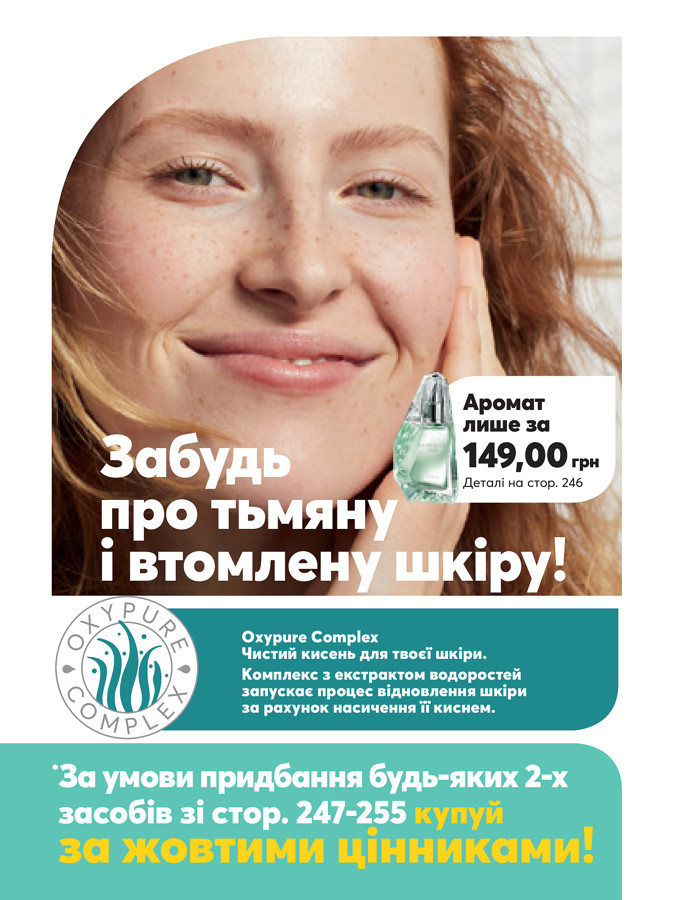 Забудь
про тьмяну
і втомлену шкіру!
Аромат
лише за
149,00 грн
Деталі на стор. 246
OXYPURE COMPLEX
Oxypure Complex
Чистий кисень для твоєї шкіри.
Комплекс з екстрактом водоростей
запускає процес відновлення шкіри
за рахунок насичення її киснем.
*За умови придбання будь-яких 2-х
засобів зі стор. 247-255 купуй
за жовтими цінниками!